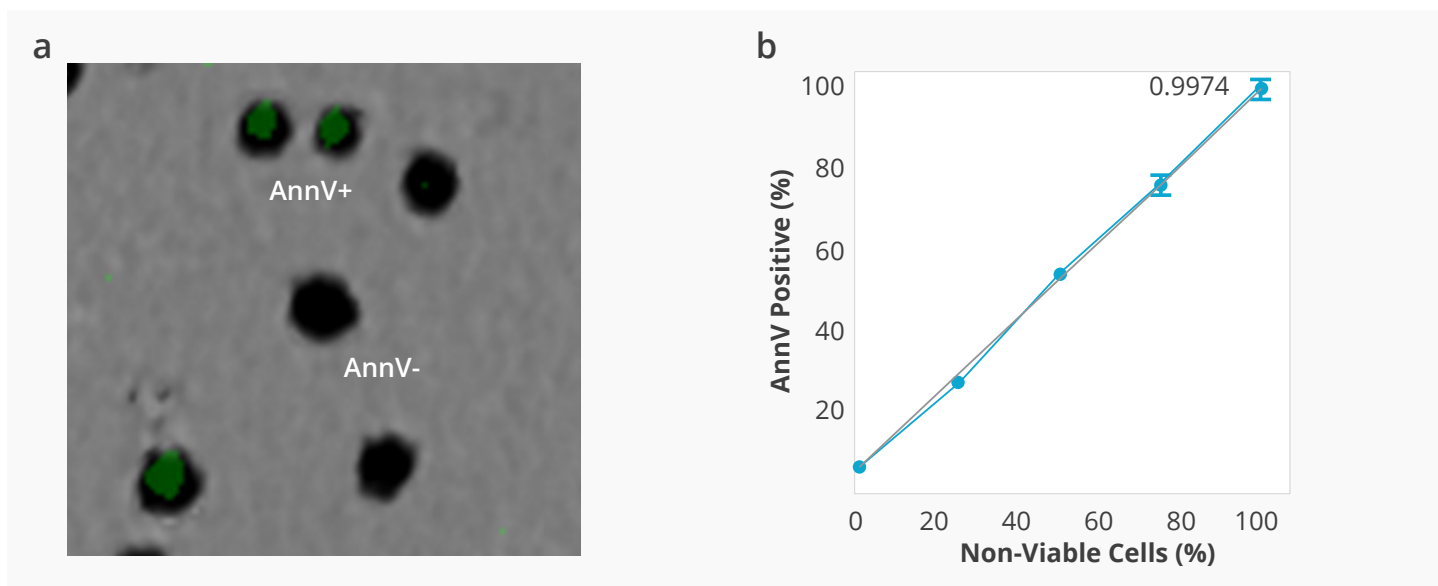 a
AnnV+
AnnV-
b
0.9974
AnnV Positive (%)
100
80
60
40
20
0 20 40 60 80 100
Non-Viable Cells (%)